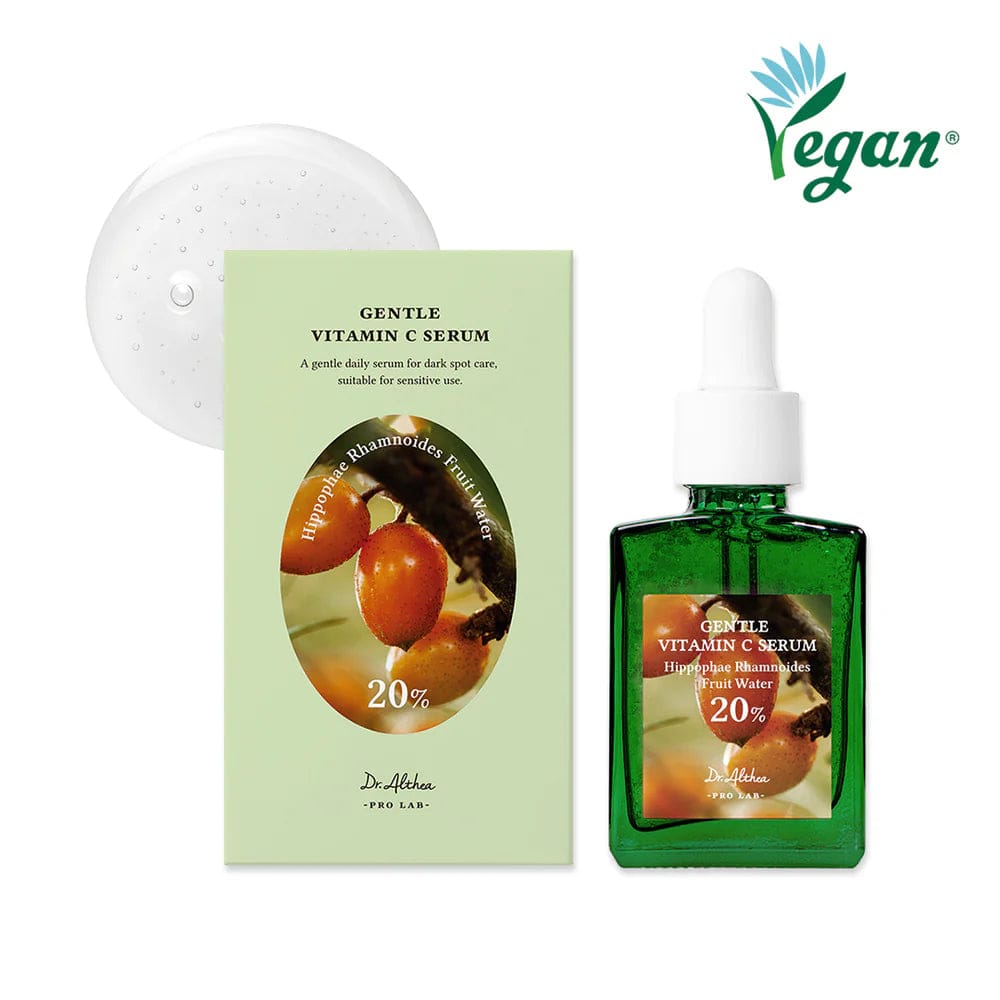 Vegan®
GENTLE
VITAMIN C SERUM
A gentle daily serum for dark spot care,
suitable for sensitive use.
Hippophae Rhamnoides Fruit Water
20%
Dr.Althea
-PRO LAB-
GENTLE
VITAMIN C SERUM
Hippophae Rhamnoides
Fruit Water
20%
Dr.Althea
-PRO LAB-